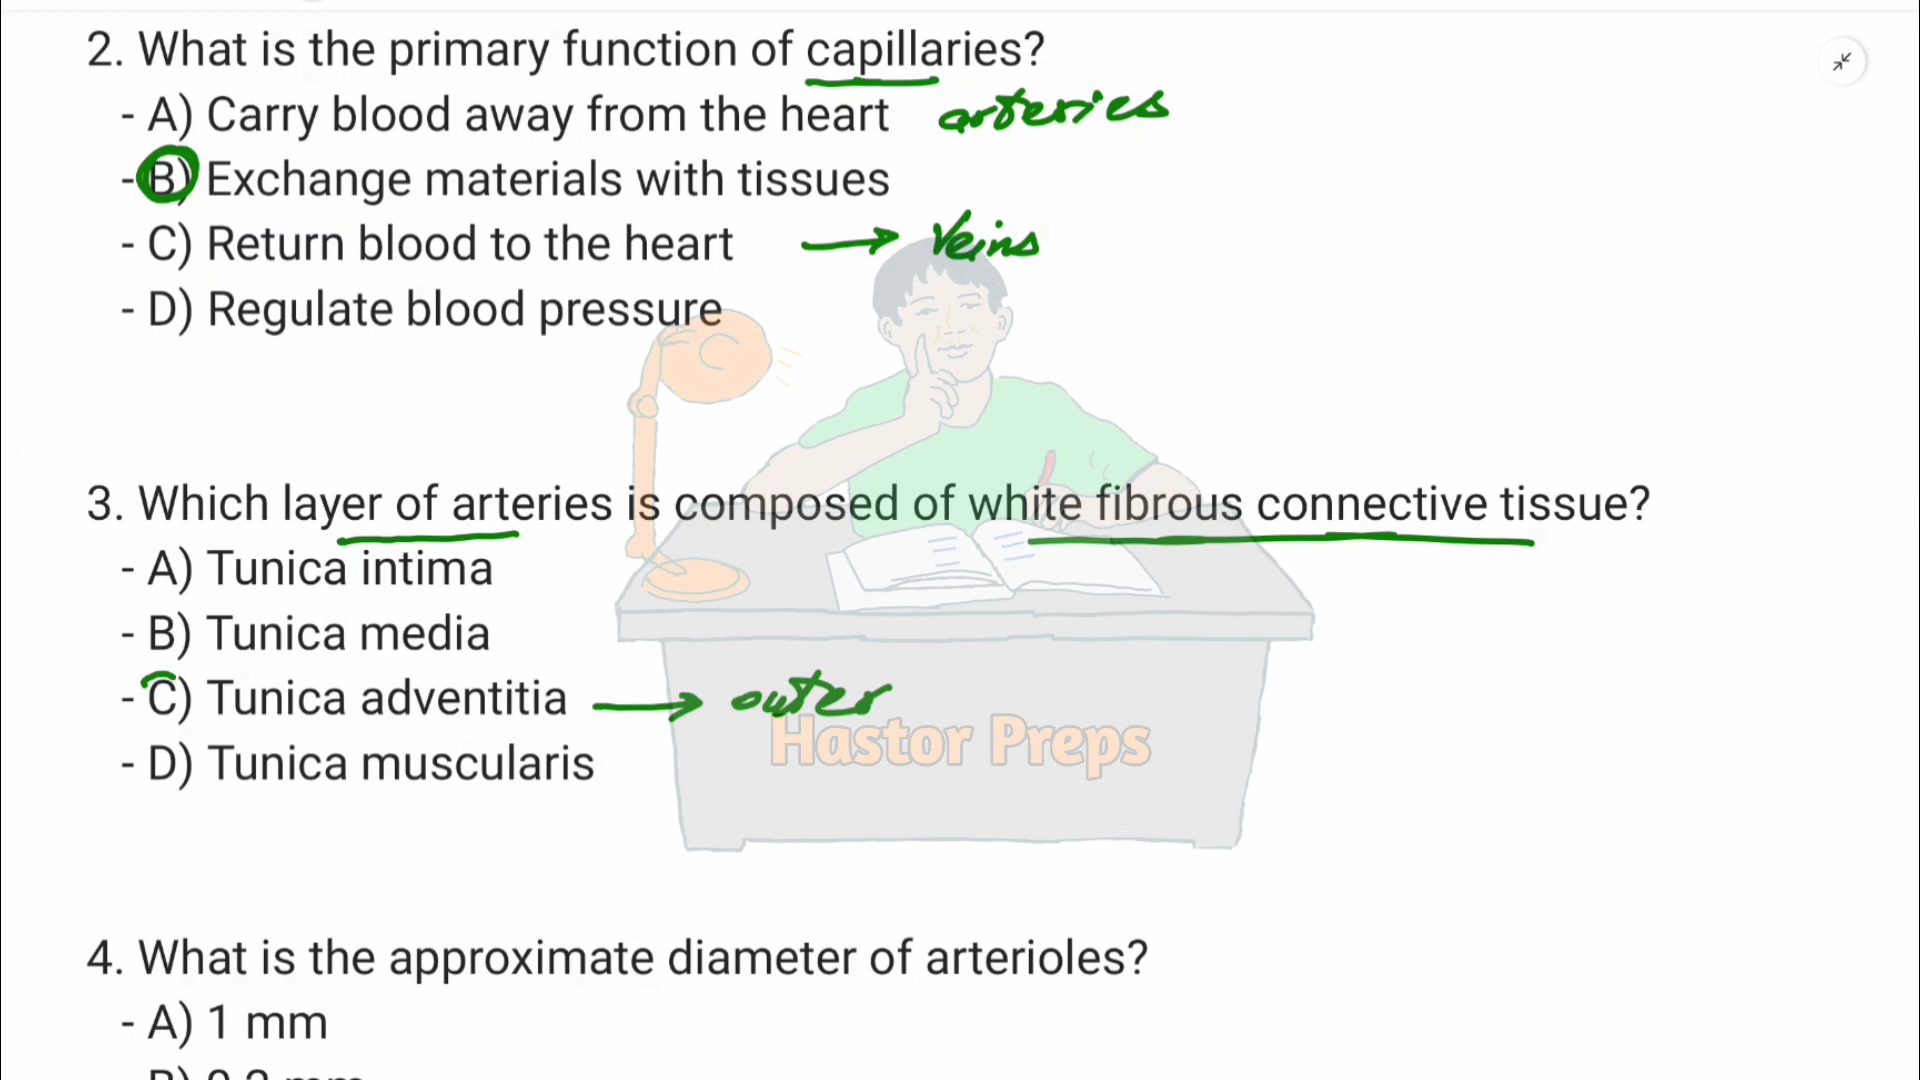 2. What is the primary function of capillaries?
- A) Carry blood away from the heart arteries
- B) Exchange materials with tissues
- C) Return blood to the heart → Veins
- D) Regulate blood pressure
3. Which layer of arteries is composed of white fibrous connective tissue?
- A) Tunica intima
- B) Tunica media
- C) Tunica adventitia → outer
Hastor Preps
- D) Tunica muscularis
4. What is the approximate diameter of arterioles?
- A) 1 mm